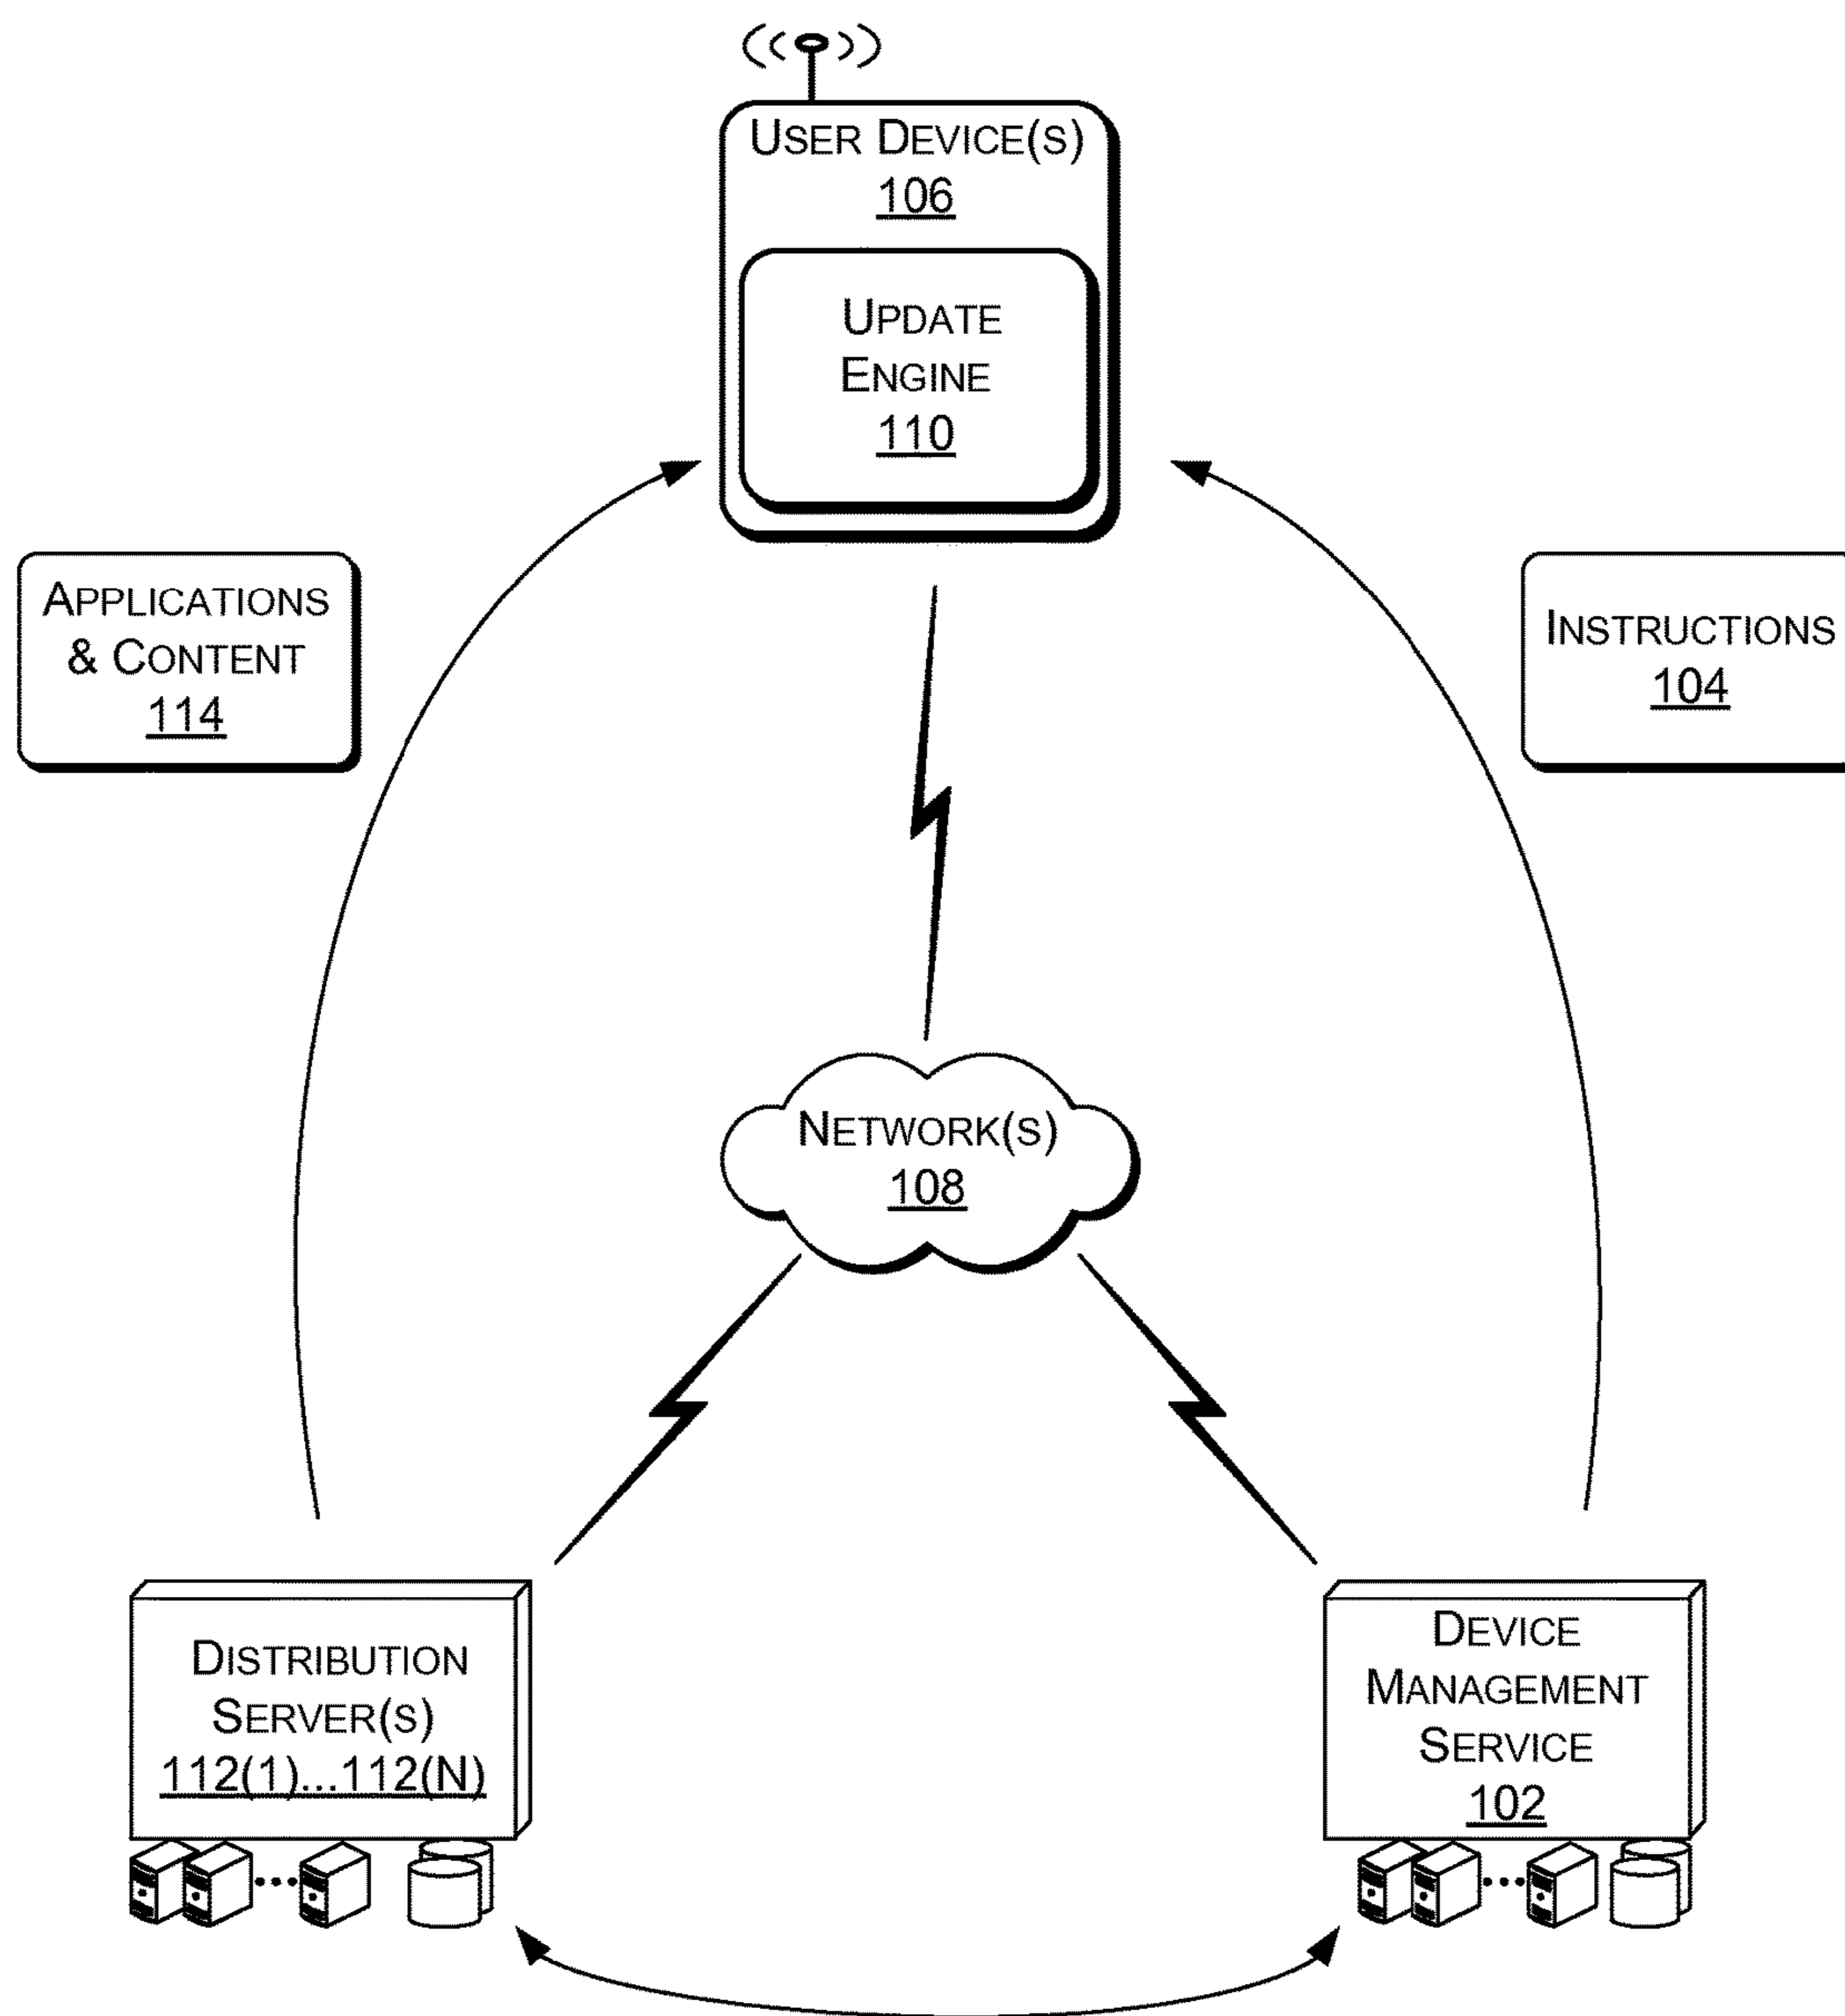 USER DEVICE(S)
106
UPDATE
ENGINE
110
APPLICATIONS
& CONTENT
114
INSTRUCTIONS
104
NETWORK(S)
108
DISTRIBUTION
SERVER(S)
112(1)...112(N)
DEVICE
MANAGEMENT
SERVICE
102